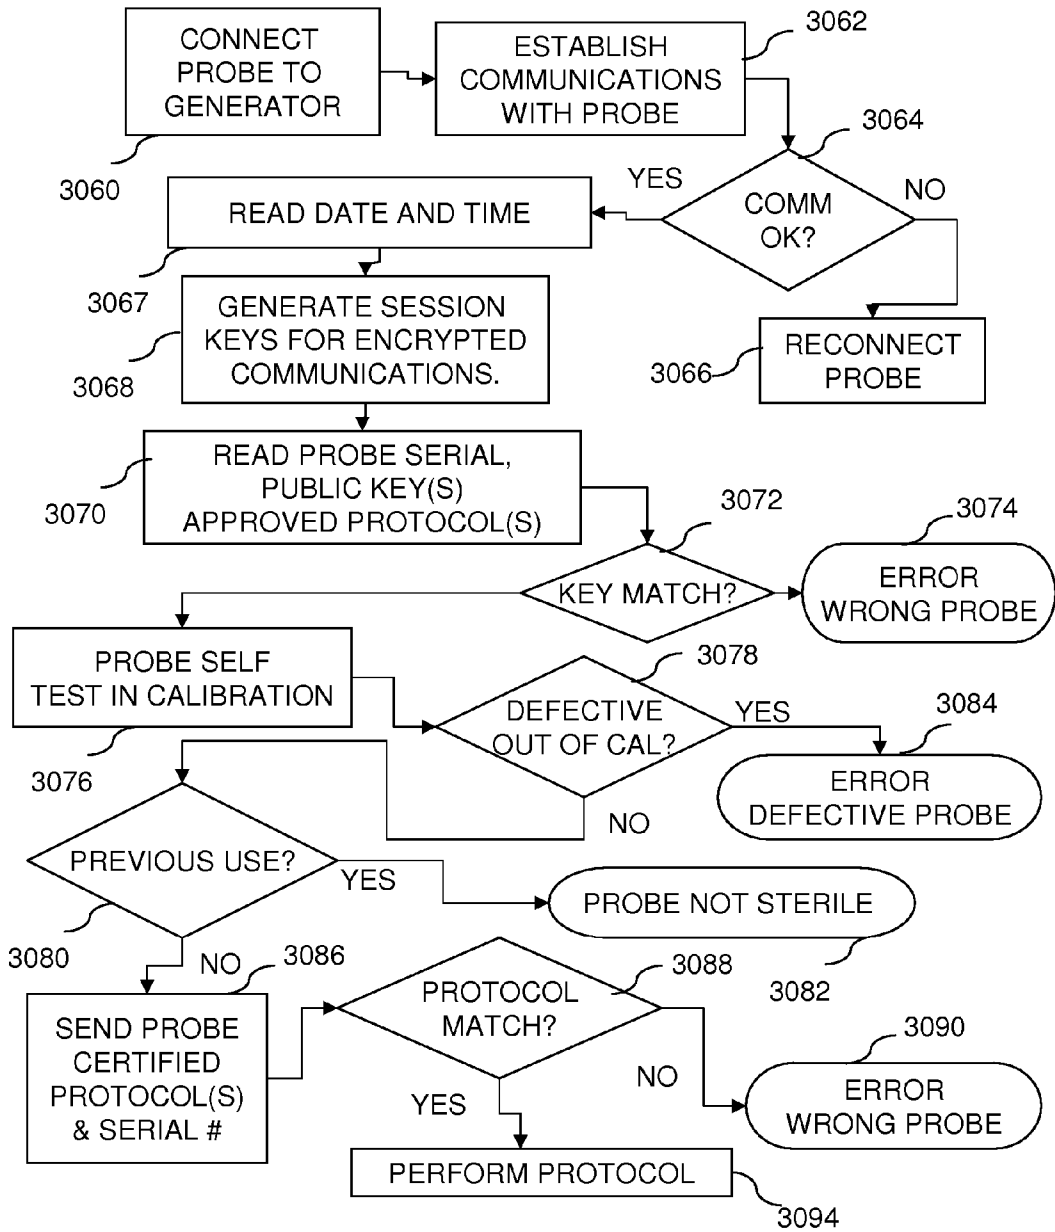 CONNECT
PROBE TO
GENERATOR
3060
ESTABLISH
COMMUNICATIONS
WITH PROBE
3062
COMM
OK?
3064
YES
NO
READ DATE AND TIME
3067
RECONNECT
PROBE
3066
GENERATE SESSION
KEYS FOR ENCRYPTED
COMMUNICATIONS.
3068
READ PROBE SERIAL,
PUBLIC KEY(S)
APPROVED PROTOCOL(S)
3070
KEY MATCH?
3072
ERROR
WRONG PROBE
3074
PROBE SELF
TEST IN CALIBRATION
3076
DEFECTIVE
OUT OF CAL?
3078
YES
NO
ERROR
DEFECTIVE PROBE
3084
PREVIOUS USE?
3080
YES
NO
PROBE NOT STERILE
3082
SEND PROBE
CERTIFIED
PROTOCOL(S)
& SERIAL #
3086
PROTOCOL
MATCH?
3088
YES
NO
ERROR
WRONG PROBE
3090
PERFORM PROTOCOL
3094